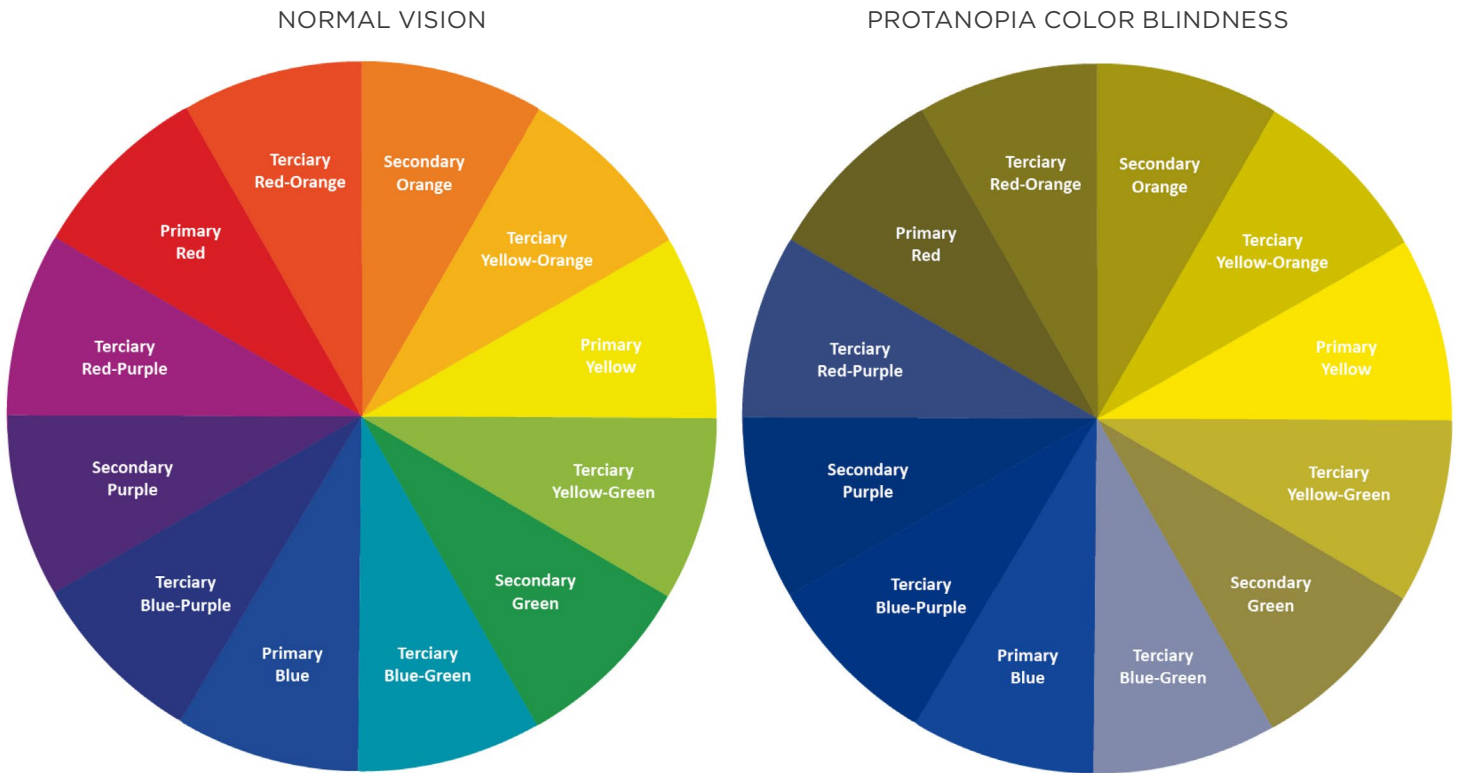 NORMAL VISION
Terciary
Red-Orange
Secondary
Orange
Primary
Red
Terciary
Yellow-Orange
Terciary
Red-Purple
Primary
Yellow
Secondary
Purple
Terciary
Yellow-Green
Terciary
Blue-Purple
Secondary
Green
Primary
Blue
Terciary
Blue-Green
PROTANOPIA COLOR BLINDNESS
Terciary
Red-Orange
Secondary
Orange
Primary
Red
Terciary
Yellow-Orange
Terciary
Red-Purple
Primary
Yellow
Secondary
Purple
Terciary
Yellow-Green
Terciary
Blue-Purple
Secondary
Green
Primary
Blue
Terciary
Blue-Green